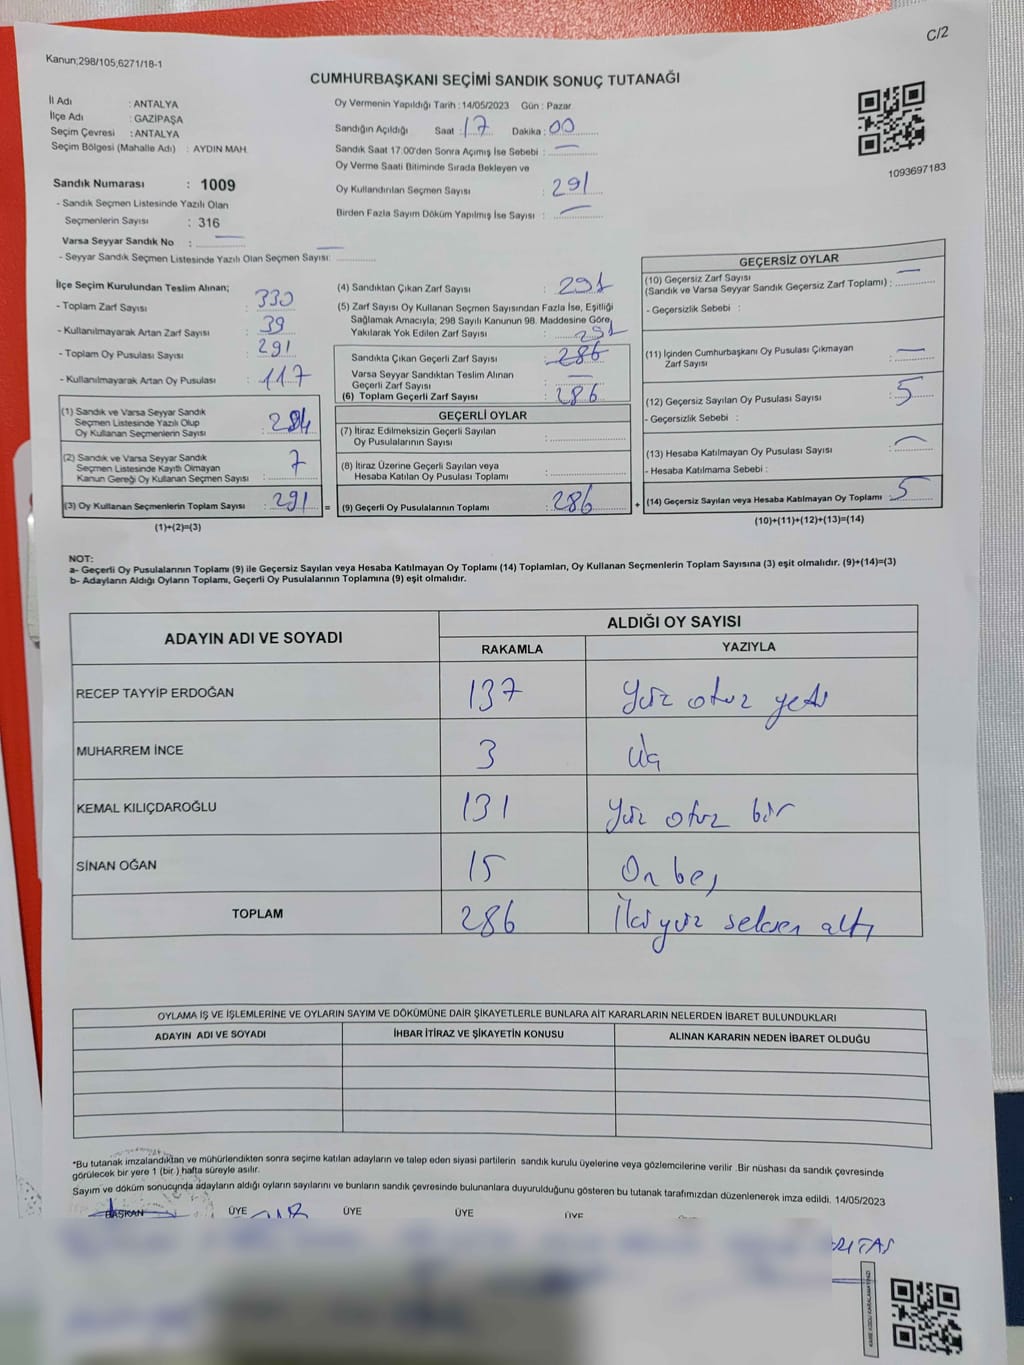 C/2
Kanun;298/105,6271/18-1
CUMHURBAŞKANI SEÇİMİ SANDIK SONUÇ TUTANAĞI
İl Adı : ANTALYA
İlçe Adı : GAZİPAŞA
Seçim Çevresi : ANTALYA
Seçim Bölgesi (Mahalle Adı) : AYDIN MAH.
Sandık Numarası : 1009
- Sandık Seçmen Listesinde Yazılı Olan
Seçmenlerin Sayısı : 316
Varsa Seyyar Sandık No : —
- Seyyar Sandık Seçmen Listesinde Yazılı Olan Seçmen Sayısı: —
Oy Vermenin Yapıldığı Tarih : 14/05/2023 Gün : Pazar
Sandığın Açıldığı Saat : 17 Dakika : 00
Sandık Saat 17:00'den Sonra Açımış İse Sebebi : —
Oy Verme Saati Bitiminde Sırada Bekleyen ve
Oy Kullandırılan Seçmen Sayısı : 291
Birden Fazla Sayım Döküm Yapılmış İse Sayısı : —
1093697183
İlçe Seçim Kurulundan Teslim Alınan;
- Toplam Zarf Sayısı : 330
- Kullanılmayarak Artan Zarf Sayısı : 39
- Toplam Oy Pusulası Sayısı : 291
- Kullanılmayarak Artan Oy Pusulası : 117
(1) Sandık ve Varsa Seyyar Sandık
Seçmen Listesinde Yazılı Olup
Oy Kullanan Seçmenlerin Sayısı : 284
(2) Sandık ve Varsa Seyyar Sandık
Seçmen Listesinde Kayıtlı Olmayan
Kanun Gereği Oy Kullanan Seçmen Sayısı : 7
(3) Oy Kullanan Seçmenlerin Toplam Sayısı : 291 =
(1)+(2)=(3)
(4) Sandıktan Çıkan Zarf Sayısı : 291
(5) Zarf Sayısı Oy Kullanan Seçmen Sayısından Fazla İse, Eşitliği
Sağlamak Amacıyla, 298 Sayılı Kanunun 98. Maddesine Göre,
Yakılarak Yok Edilen Zarf Sayısı : 291
Sandıkta Çıkan Geçerli Zarf Sayısı : 286
Varsa Seyyar Sandıktan Teslim Alınan
Geçerli Zarf Sayısı : —
(6) Toplam Geçerli Zarf Sayısı : 286
GEÇERLİ OYLAR
(7) İtiraz Edilmeksizin Geçerli Sayılan
Oy Pusulalarının Sayısı :
(8) İtiraz Üzerine Geçerli Sayılan veya
Hesaba Katılan Oy Pusulaları Toplamı :
(9) Geçerli Oy Pusulalarının Toplamı : 286 +
GEÇERSİZ OYLAR
(10) Geçersiz Zarf Sayısı
(Sandık ve Varsa Seyyar Sandık Geçersiz Zarf Toplamı) : —
- Geçersizlik Sebebi :
(11) İçinden Cumhurbaşkanı Oy Pusulası Çıkmayan
Zarf Sayısı : —
(12) Geçersiz Sayılan Oy Pusulası Sayısı : 5
- Geçersizlik Sebebi :
(13) Hesaba Katılmayan Oy Pusulası Sayısı : —
- Hesaba Katılmama Sebebi :
(14) Geçersiz Sayılan veya Hesaba Katılmayan Oy Toplamı : 5
(10)+(11)+(12)+(13)=(14)
NOT:
a- Geçerli Oy Pusulalarının Toplamı (9) ile Geçersiz Sayılan veya Hesaba Katılmayan Oy Toplamı (14) Toplamları, Oy Kullanan Seçmenlerin Toplam Sayısına (3) eşit olmalıdır. (9)+(14)=(3)
b- Adayların Aldığı Oyların Toplamı, Geçerli Oy Pusulalarının Toplamına (9) eşit olmalıdır.
ADAYIN ADI VE SOYADI ALDIĞI OY SAYISI
RAKAMLA YAZIYLA
RECEP TAYYİP ERDOĞAN 137 Yüz otuz yedi
MUHARREM İNCE 3 üç
KEMAL KILIÇDAROĞLU 131 Yüz otuz bir
SİNAN OĞAN 15 On beş
TOPLAM 286 İkiyüz seksen altı
OYLAMA İŞ VE İŞLEMLERİNE VE OYLARIN SAYIM VE DÖKÜMÜNE DAİR ŞİKAYETLERLE BUNLARA AİT KARARLARIN NELERDEN İBARET BULUNDUKLARI
ADAYIN ADI VE SOYADI İHBAR İTİRAZ VE ŞİKAYETİN KONUSU ALINAN KARARIN NEDEN İBARET OLDUĞU
*Bu tutanak imzalandıktan ve mühürlendikten sonra seçime katılan adayların ve talep eden siyasi partilerin sandık kurulu üyelerine veya gözlemcilerine verilir .Bir nüshası da sandık çevresinde
görülecek bir yere 1 (bir.) hafta süreyle asılır.
Sayım ve döküm sonucunda adayların aldığı oyların sayılarını ve bunların sandık çevresinde bulunanlara duyurulduğunu gösteren bu tutanak tarafımızdan düzenlenerek imza edildi. 14/05/2023
BAŞKAN ÜYE ÜYE ÜYE ÜYE